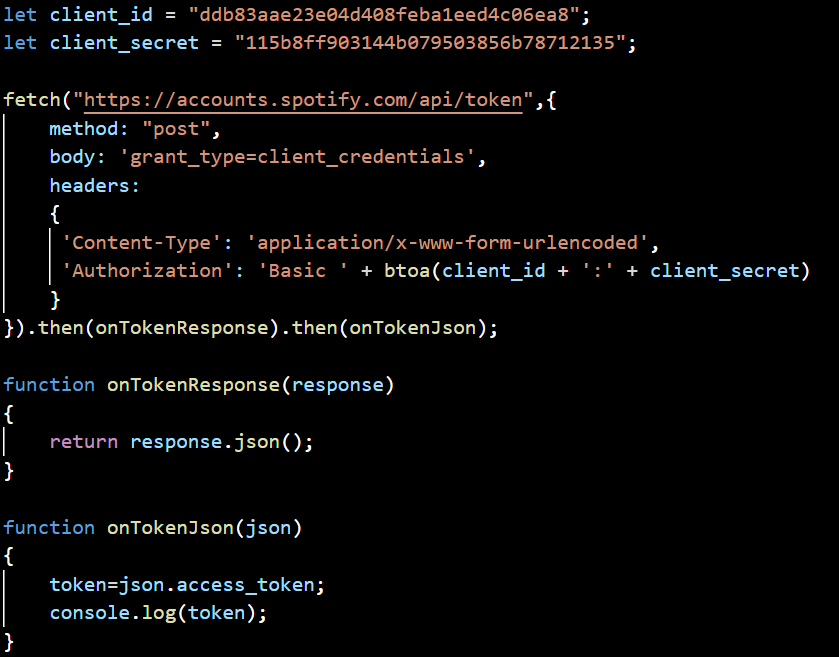 let client_id = "ddb83aae23e04d408feba1eed4c06ea8";
let client_secret = "115b8ff903144b079503856b78712135";
fetch("https://accounts.spotify.com/api/token",{
method: "post",
body: 'grant_type=client_credentials',
headers:
{
'Content-Type': 'application/x-www-form-urlencoded',
'Authorization': 'Basic ' + btoa(client_id + ':' + client_secret)
}
}).then(onTokenResponse).then(onTokenJson);
function onTokenResponse(response)
{
return response.json();
}
function onTokenJson(json)
{
token=json.access_token;
console.log(token);
}